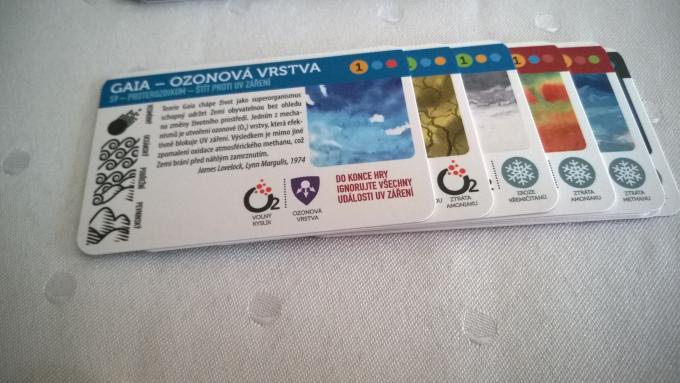 GAIA – OZONOVÁ VRSTVA
SP – PROTEROZOIKUM – ŠTÍT PROTI UV ZÁŘENÍ
1
Teorie Gaia chápe život jako superorganismus
schopný udržet Zemi obyvatelnou bez ohledu
na změny životního prostředí. Jedním z mecha-
nismů je utvoření ozonové (O₃) vrstvy, která efek-
tivně blokuje UV záření. Výsledkem je mimo jiné
zpomalení oxidace atmosférického methanu, což
Zemi brání před náhlým zamrznutím.
James Lovelock, Lynn Margulis, 1974
O2
VOLNÝ
KYSLÍK
OZONOVÁ
VRSTVA
DO KONCE HRY
IGNORUJTE VŠECHNY
UDÁLOSTI UV ZÁŘENÍ
O2
ZTRÁTA
AMONIAKU
1
EROZE
KŘEMIČITANU
1
ZTRÁTA
AMONIAKU
ZTRÁTA
METHANU